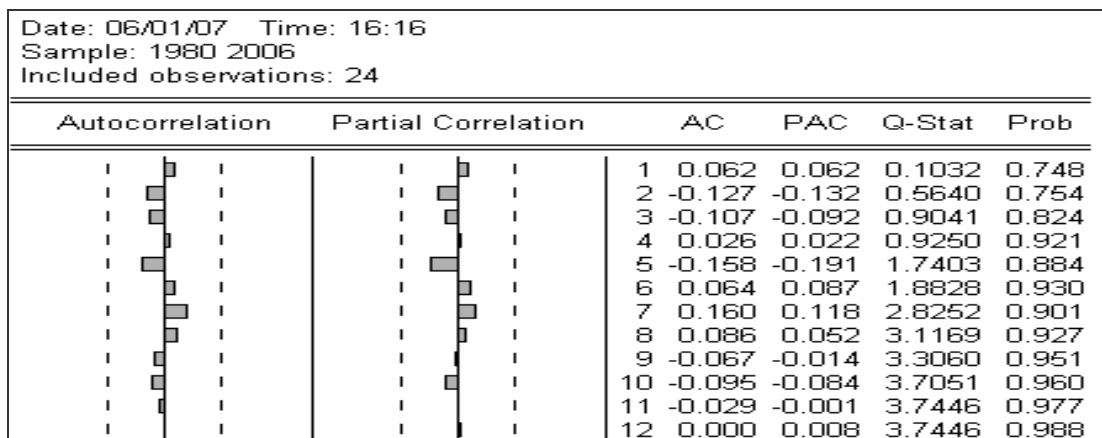 Date: 06/01/07 Time: 16:16
Sample: 1980 2006
Included observations: 24
Autocorrelation Partial Correlation AC PAC Q-Stat Prob
1 0.062 0.062 0.1032 0.748
2 -0.127 -0.132 0.5640 0.754
3 -0.107 -0.092 0.9041 0.824
4 0.026 0.022 0.9250 0.921
5 -0.158 -0.191 1.7403 0.884
6 0.064 0.087 1.8828 0.930
7 0.160 0.118 2.8252 0.901
8 0.086 0.052 3.1169 0.927
9 -0.067 -0.014 3.3060 0.951
10 -0.095 -0.084 3.7051 0.960
11 -0.029 -0.001 3.7446 0.977
12 0.000 0.008 3.7446 0.988